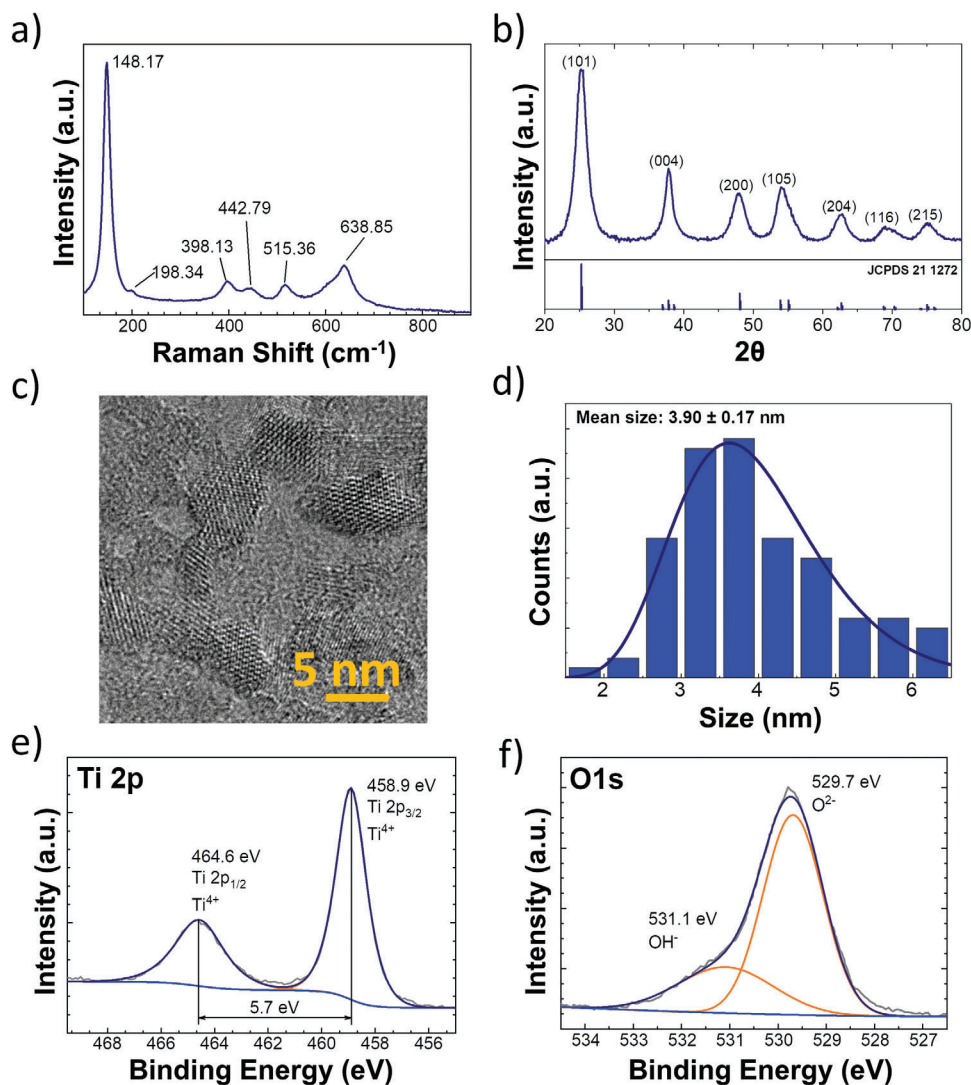 a)
148.17
198.34
398.13
442.79
515.36
638.85
Intensity (a.u.)
200 400 600 800
Raman Shift (cm⁻¹)
b)
(101)
(004)
(200)
(105)
(204)
(116)
(215)
JCPDS 21 1272
Intensity (a.u.)
20 30 40 50 60 70 80
2θ
c)
5 nm
d)
Mean size: 3.90 ± 0.17 nm
Counts (a.u.)
2 3 4 5 6
Size (nm)
e)
Ti 2p
458.9 eV
Ti 2p₃/₂
Ti⁴⁺
464.6 eV
Ti 2p₁/₂
Ti⁴⁺
5.7 eV
Intensity (a.u.)
468 466 464 462 460 458 456
Binding Energy (eV)
f)
O1s
529.7 eV
O²⁻
531.1 eV
OH⁻
Intensity (a.u.)
534 533 532 531 530 529 528 527
Binding Energy (eV)